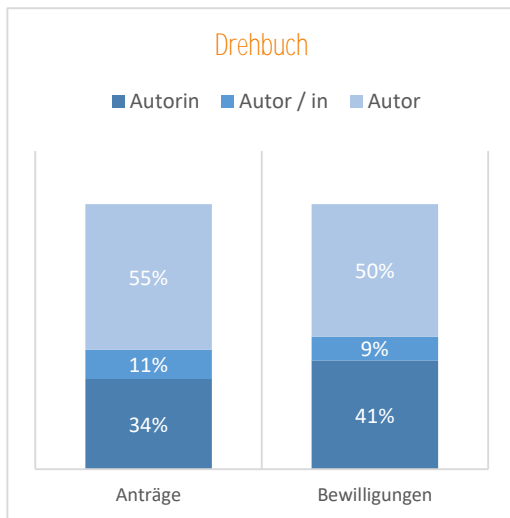 Drehbuch
Autorin Autor / in Autor
55% 50%
11% 9%
34% 41%
Anträge Bewilligungen